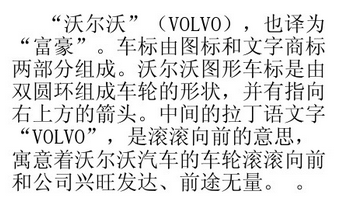 “沃尔沃”（VOLVO），也译为
“富豪”。车标由图标和文字商标
两部分组成。沃尔沃图形车标是由
双圆环组成车轮的形状，并有指向
右上方的箭头。中间的拉丁语文字
“VOLVO”，是滚滚向前的意思，
寓意着沃尔沃汽车的车轮滚滚向前
和公司兴旺发达、前途无量。 。